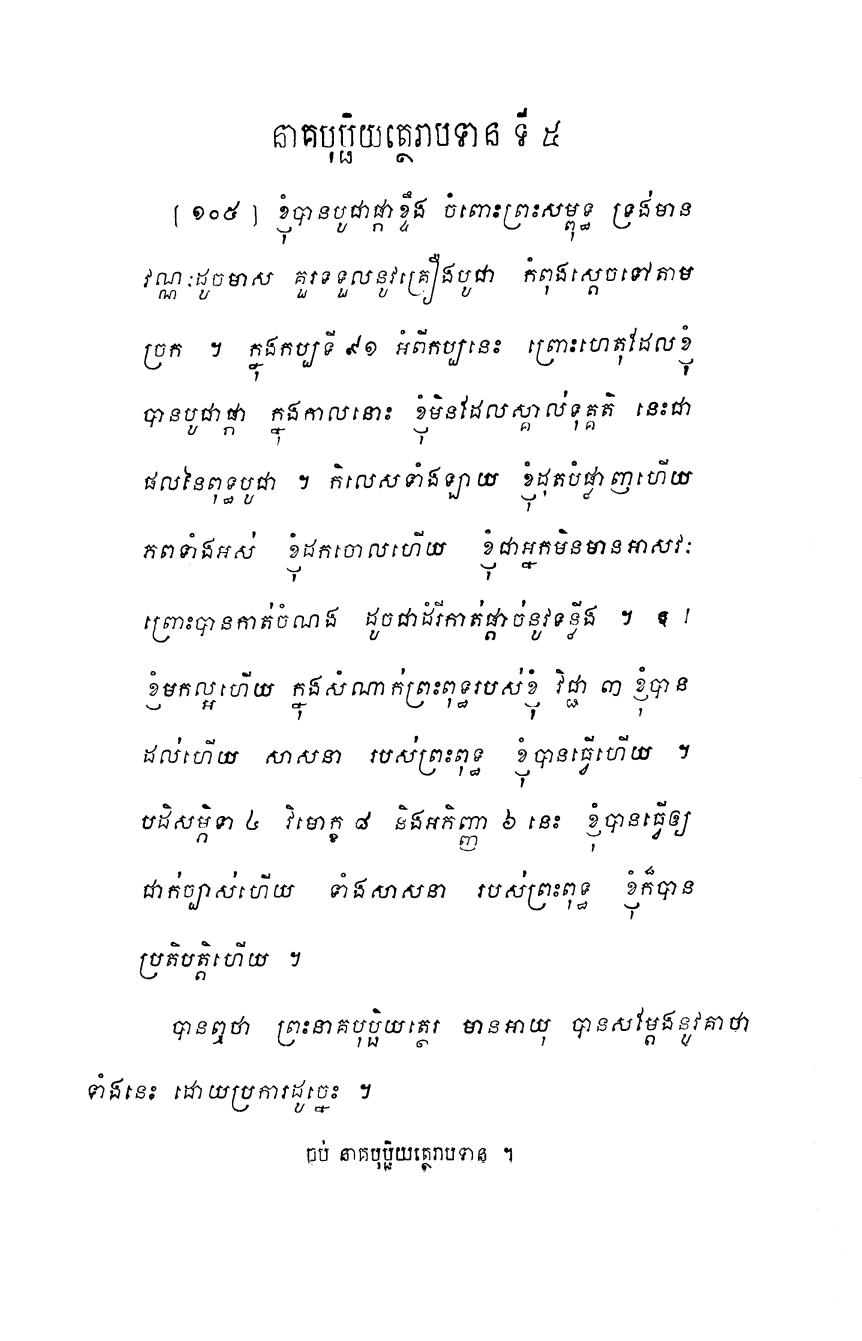 នាគបុប្ផិយត្ថេរាបទាន ទី ៥
[ ១០៥ ] ខ្ញុំបានបូជាផ្កាខ្ទឹង ចំពោះព្រះសម្ពុទ្ធ ទ្រង់មាន
វណ្ណៈដូចមាស គួរទទួលនូវគ្រឿងបូជា កំពុងស្តេចទៅតាម
ច្រក ។ ក្នុងកប្បទី ៩១ អំពីកប្បនេះ ព្រោះហេតុដែលខ្ញុំ
បានបូជាផ្កា ក្នុងកាលនោះ ខ្ញុំមិនដែលស្គាល់ទុគ្គតិ នេះជា
ផលនៃពុទ្ធបូជា ។ កិលេសទាំងឡាយ ខ្ញុំដុតបំផ្លាញហើយ
ភពទាំងអស់ ខ្ញុំដកចោលហើយ ខ្ញុំជាអ្នកមិនមានអាសវៈ
ព្រោះបានកាត់ចំណង ដូចជាដំរីកាត់ផ្តាច់នូវទន្លីង ។
ខ្ញុំមកល្អហើយ ក្នុងសំណាក់ព្រះពុទ្ធរបស់ខ្ញុំ វិជ្ជា ៣ ខ្ញុំបាន
ដល់ហើយ សាសនា របស់ព្រះពុទ្ធ ខ្ញុំបានធ្វើហើយ ។
បដិសម្ភិទា ៤ វិមោក្ខ ៨ និងអភិញ្ញា ៦ នេះ ខ្ញុំបានធ្វើឲ្យ
ជាក់ច្បាស់ហើយ ទាំងសាសនា របស់ព្រះពុទ្ធ ខ្ញុំក៏បាន
ប្រតិបត្តិហើយ ។
បានឮថា ព្រះនាគបុប្ផិយត្ថេរ មានអាយុ បានសម្តែងនូវគាថា
ទាំងនេះ ដោយប្រការដូច្នេះ ។
ចប់ នាគបុប្ផិយត្ថេរាបទាន ។